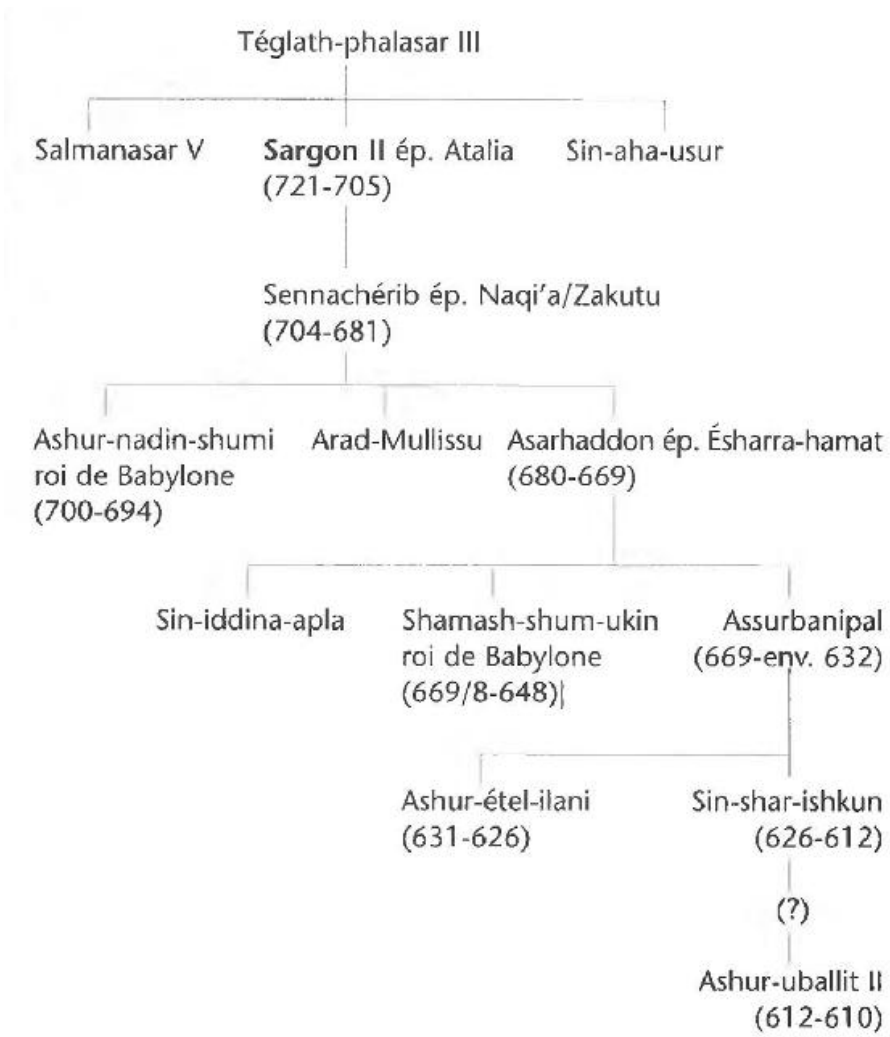 Téglath-phalasar III
Salmanasar V Sargon II ép. Atalia Sin-aha-usur
(721-705)
Sennachérib ép. Naqi'a/Zakutu
(704-681)
Ashur-nadin-shumi Arad-Mullissu Asarhaddon ép. Ésharra-hamat
roi de Babylone (680-669)
(700-694)
Sin-iddina-apla Shamash-shum-ukin Assurbanipal
roi de Babylone (669-env. 632)
(669/8-648)
Ashur-étel-ilani Sin-shar-ishkun
(631-626) (626-612)
(?)
Ashur-uballit II
(612-610)